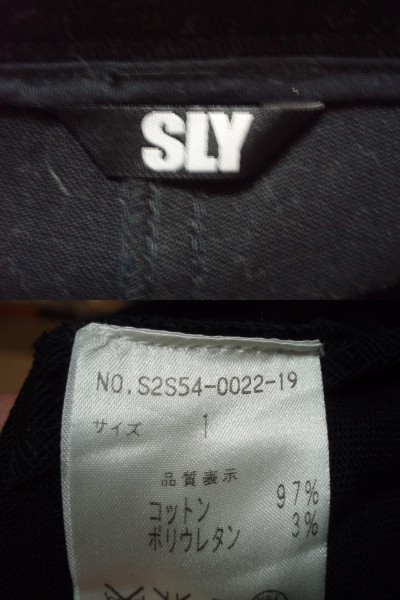 SLY
NO.S2S54-0022-19
サイズ 1
品質表示
コットン 97%
ポリウレタン 3%